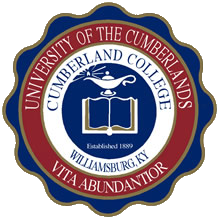 UNIVERSITY OF THE CUMBERLANDS
CUMBERLAND COLLEGE
Established 1889
WILLIAMSBURG, KY
VITA ABUNDANTIOR